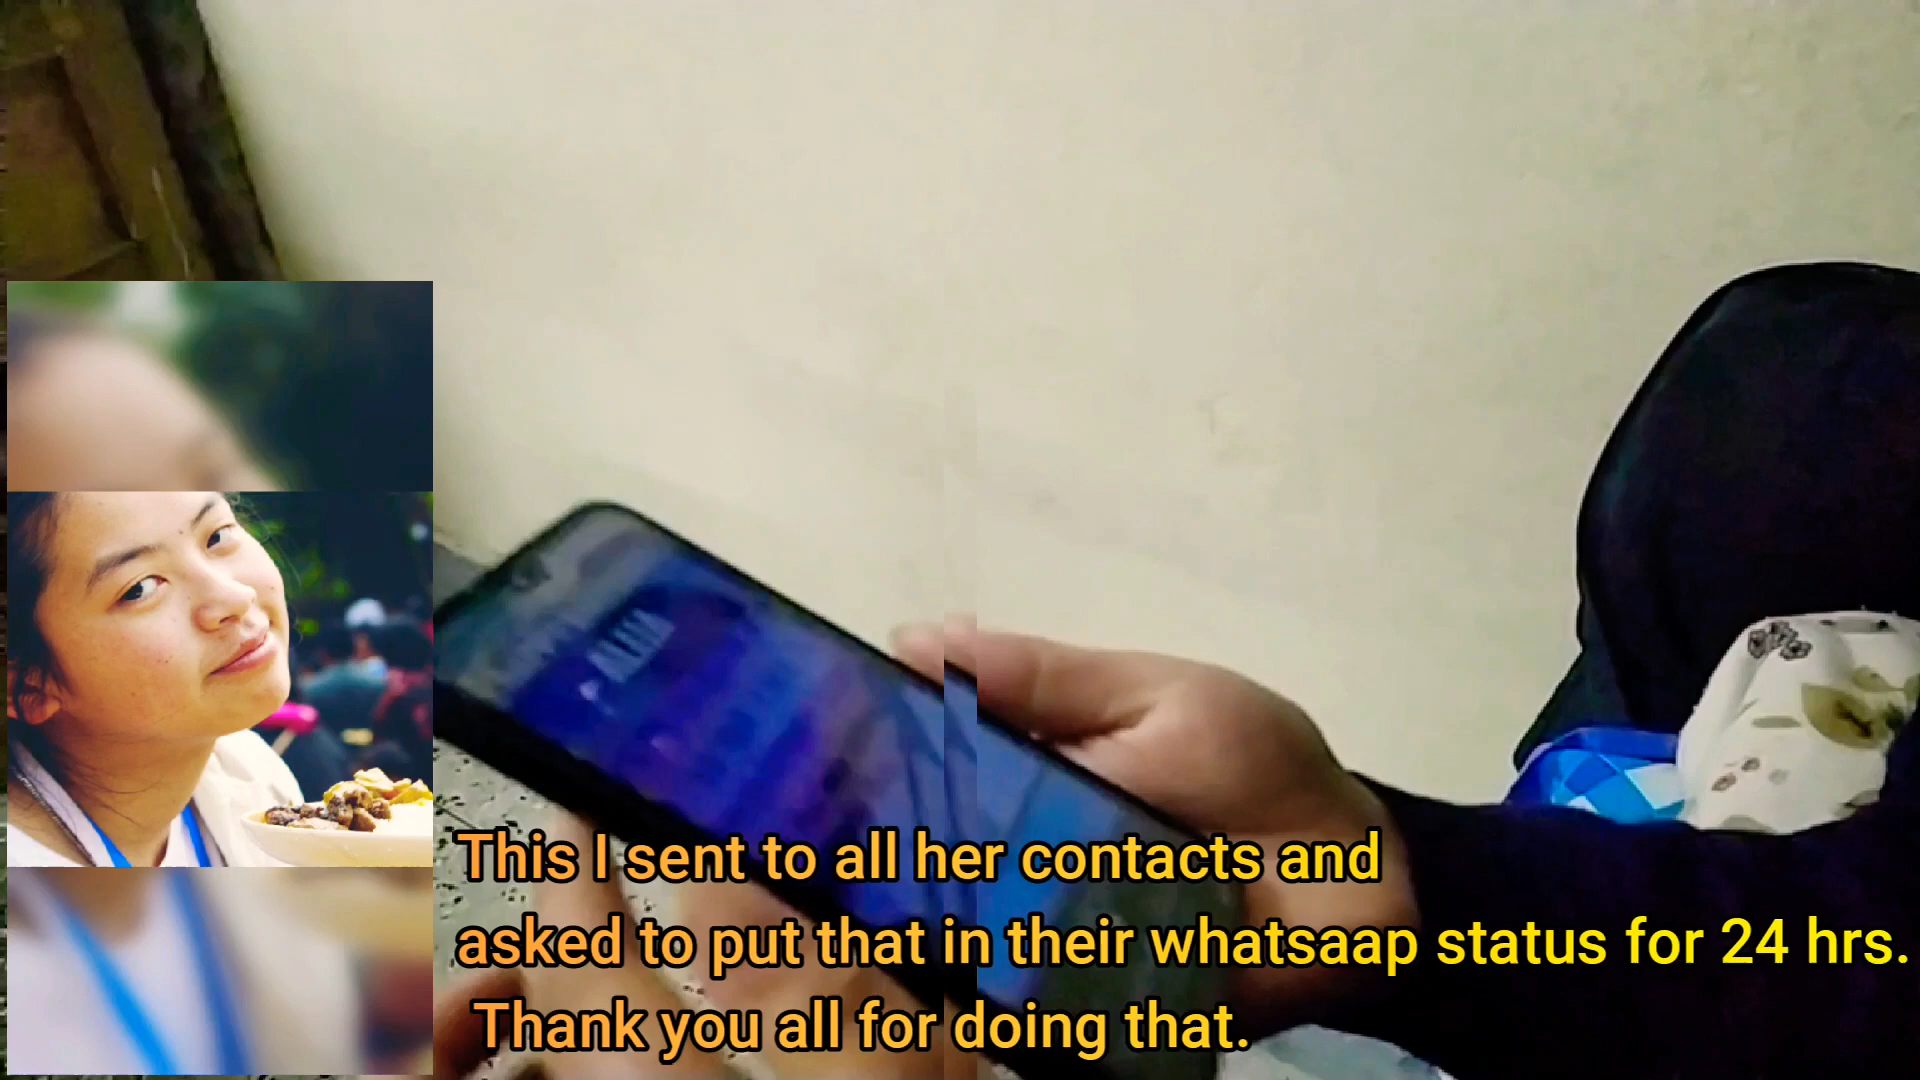 This I sent to all her contacts and
asked to put that in their whatsaap status for 24 hrs.
Thank you all for doing that.